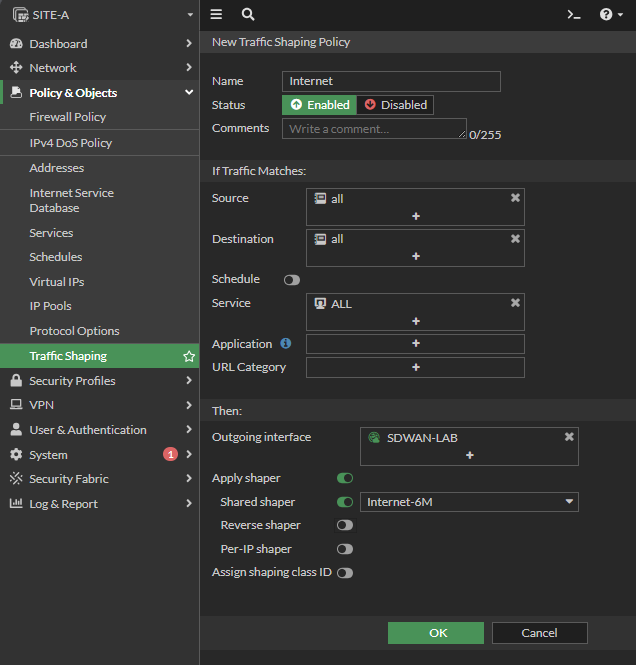 SITE-A
Dashboard
Network
Policy & Objects
Firewall Policy
IPv4 DoS Policy
Addresses
Internet Service
Database
Services
Schedules
Virtual IPs
IP Pools
Protocol Options
Traffic Shaping
Security Profiles
VPN
User & Authentication
System 1
Security Fabric
Log & Report
New Traffic Shaping Policy
Name Internet
Status Enabled Disabled
Comments Write a comment... 0/255
If Traffic Matches:
Source all
+
Destination all
+
Schedule
Service ALL
+
Application +
URL Category +
Then:
Outgoing interface SDWAN-LAB
+
Apply shaper
Shared shaper Internet-6M
Reverse shaper
Per-IP shaper
Assign shaping class ID
OK Cancel